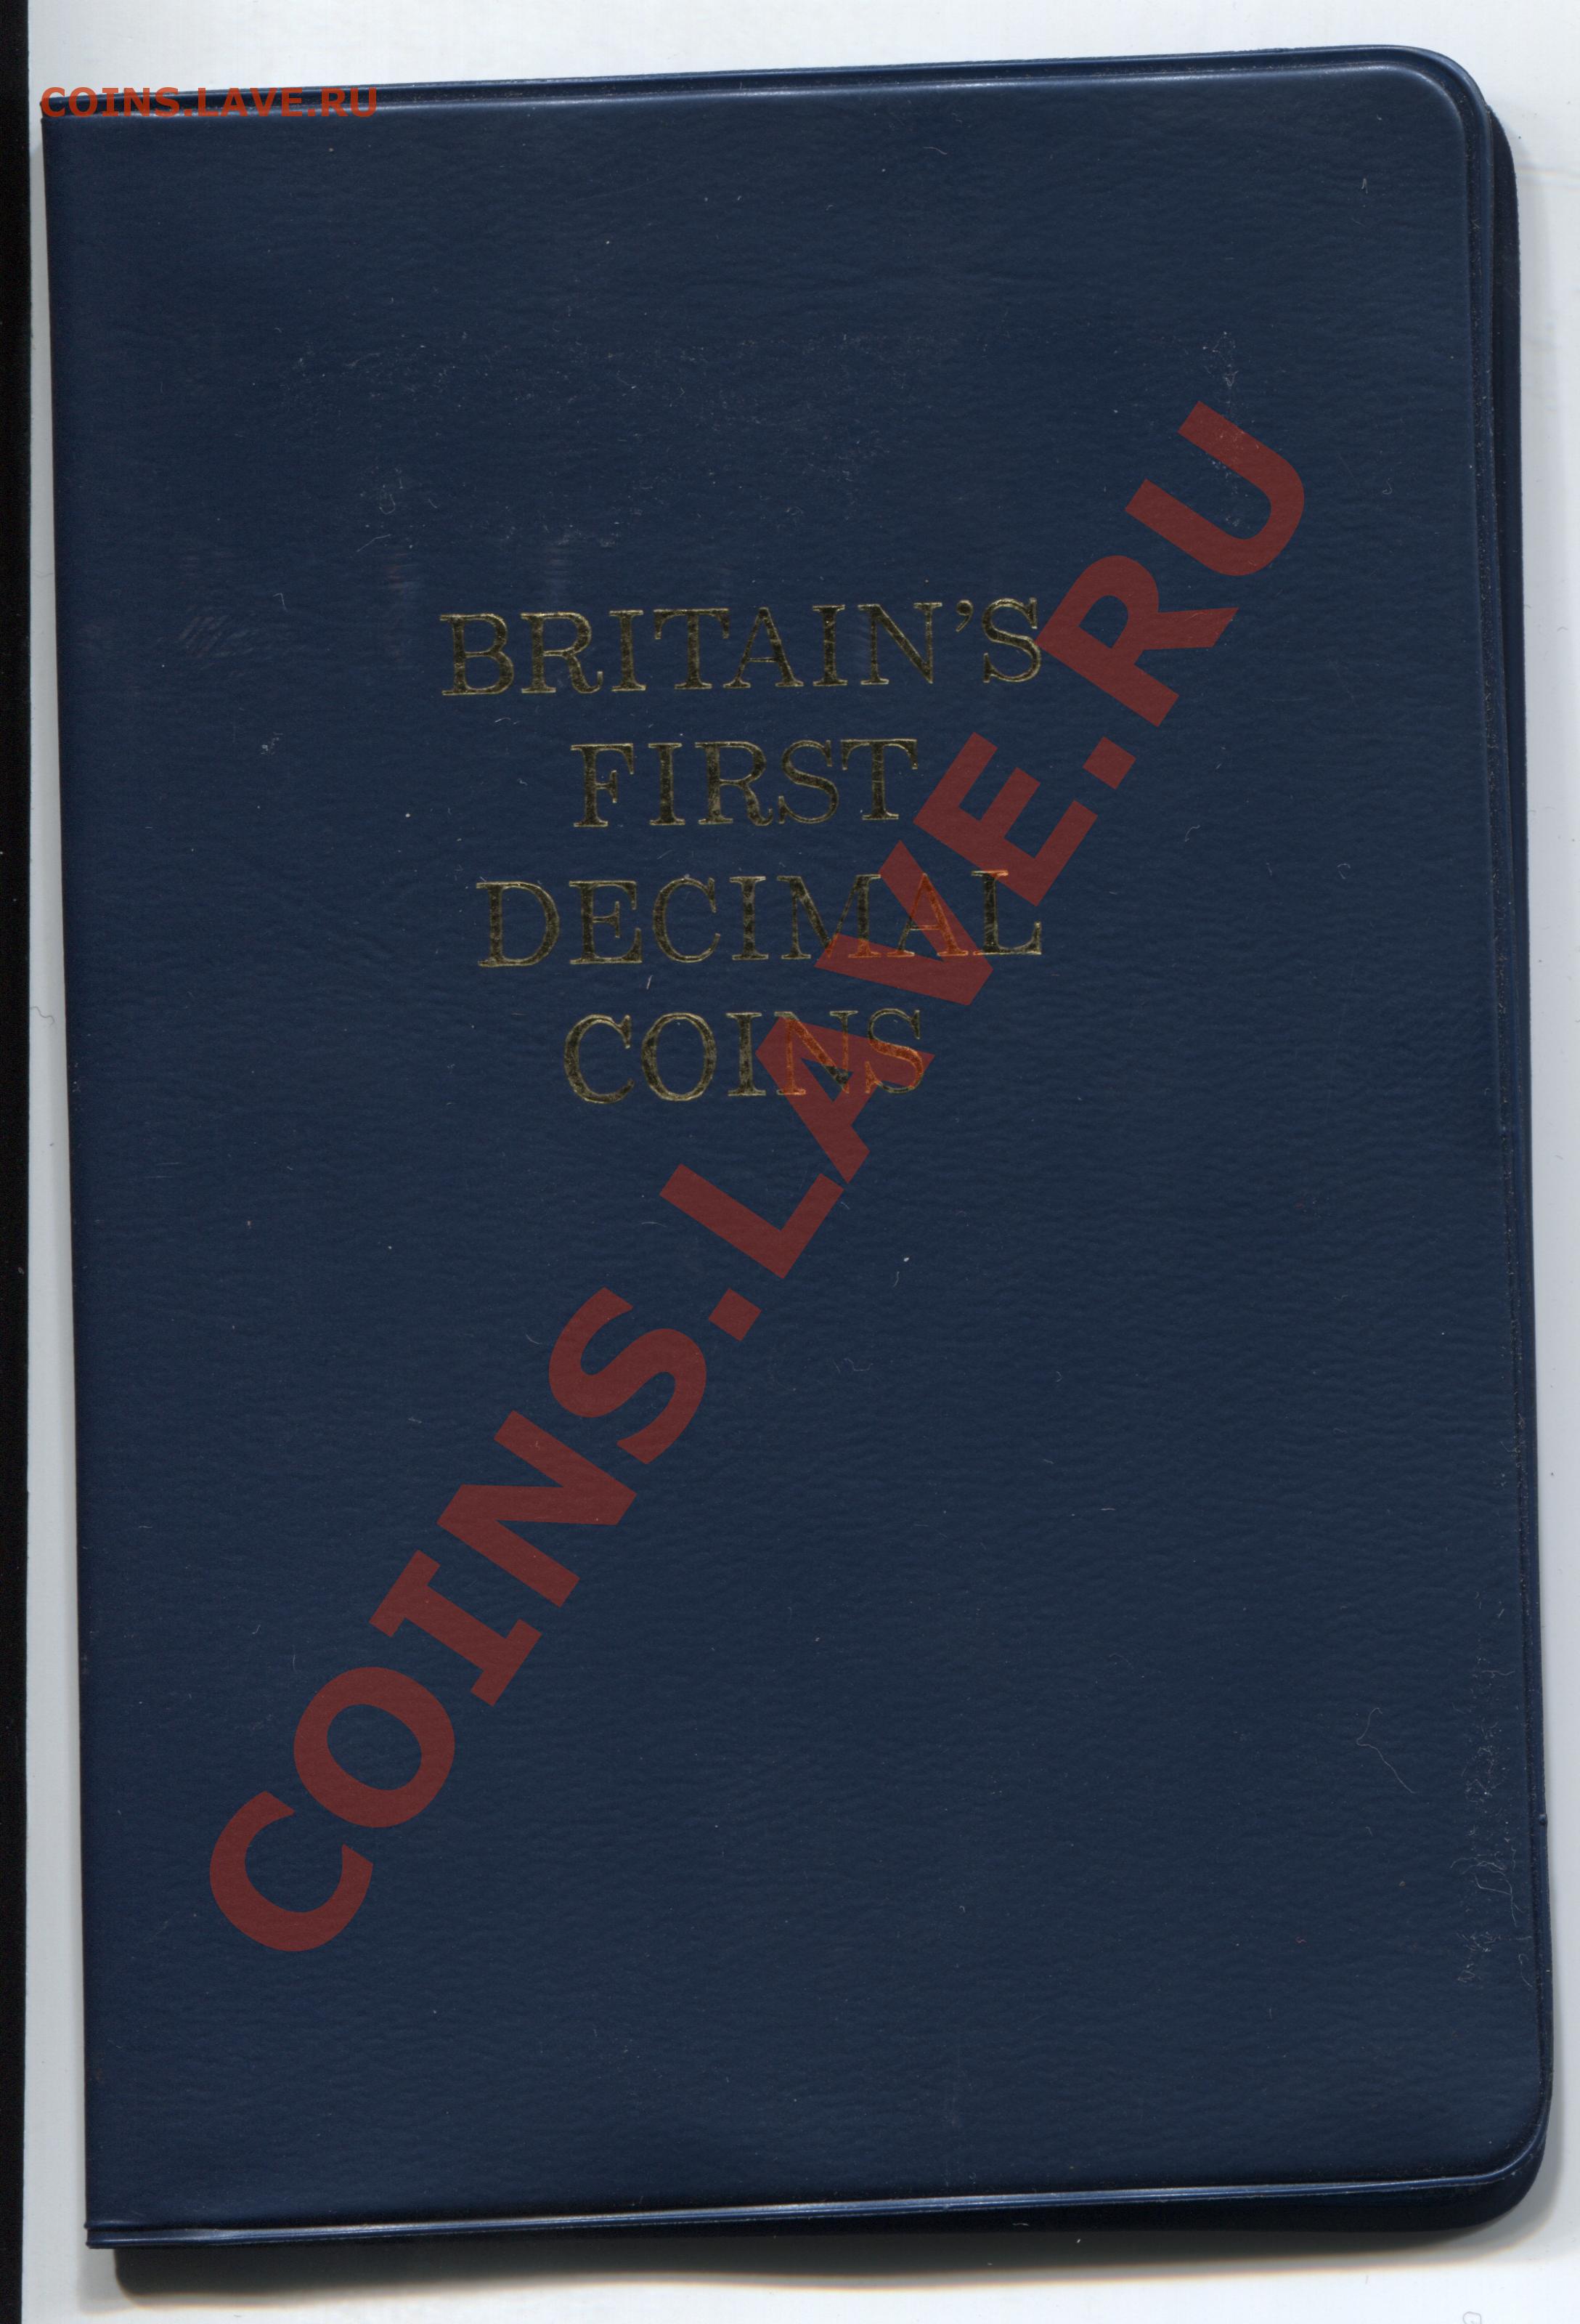 COINS.LAVE.RU
BRITAIN'S
FIRST
DECIMAL
COINS
COINS.LAVE.RU